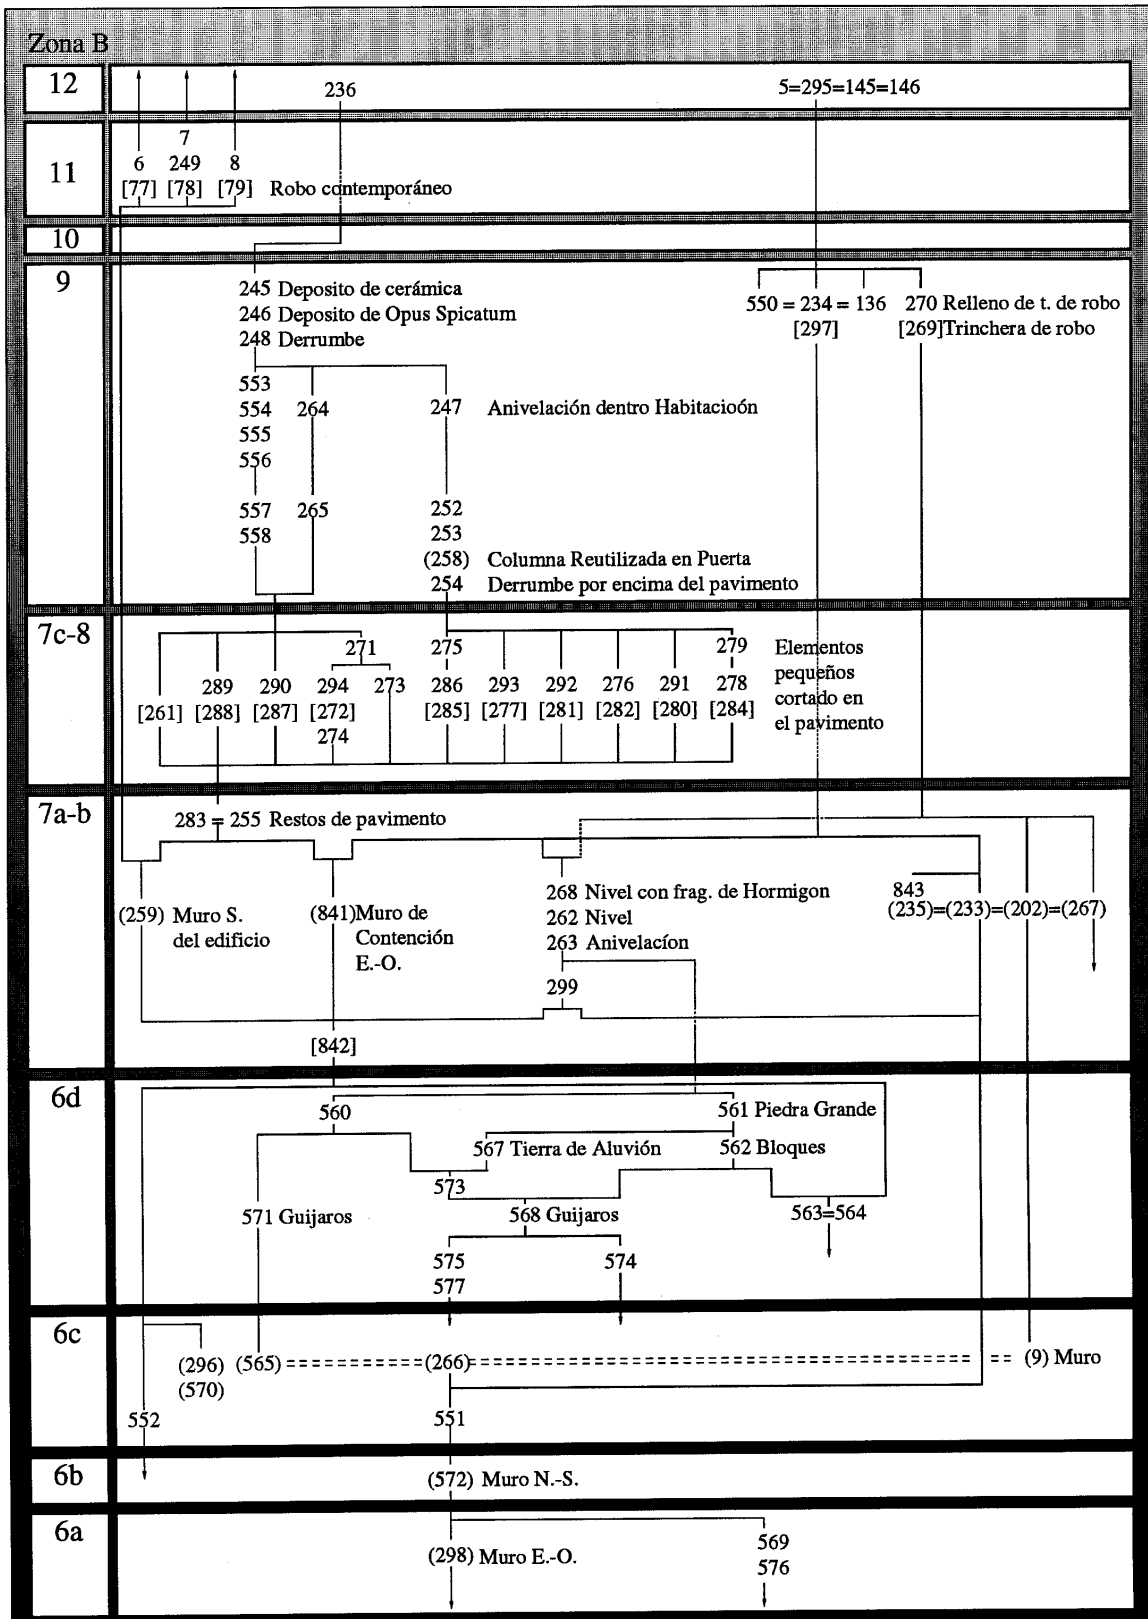 Zona B
12
236
5=295=145=146
11
7
6 249 8
[77] [78] [79] Robo contemporáneo
10
9
245 Deposito de cerámica
246 Deposito de Opus Spicatum
248 Derrumbe
550 = 234 = 136 270 Relleno de t. de robo
[297] [269]Trinchera de robo
553
554 264 247 Anivelación dentro Habitacioón
555
556
557 265 252
558 253
(258) Columna Reutilizada en Puerta
254 Derrumbe por encima del pavimento
7c-8
271 275 279 Elementos
289 290 294 273 286 293 292 276 291 278 pequeños
[261] [288] [287] [272] [285] [277] [281] [282] [280] [284] cortado en
274 el pavimento
7a-b
283 = 255 Restos de pavimento
268 Nivel con frag. de Hormigon
843
(259) Muro S. (841)Muro de 262 Nivel (235)=(233)=(202)=(267)
del edificio Contención 263 Anivelacíon
E.-O.
299
[842]
6d
560 561 Piedra Grande
567 Tierra de Aluvión 562 Bloques
573
571 Guijaros 568 Guijaros 563=564
575 574
577
6c
(296) (565) = = = = = = = = = = (266)= = = = = = = = = = = = = = = = = = = = = = = = = = = = = = (9) Muro
(570)
552 551
6b
(572) Muro N.-S.
6a
(298) Muro E.-O. 569
576